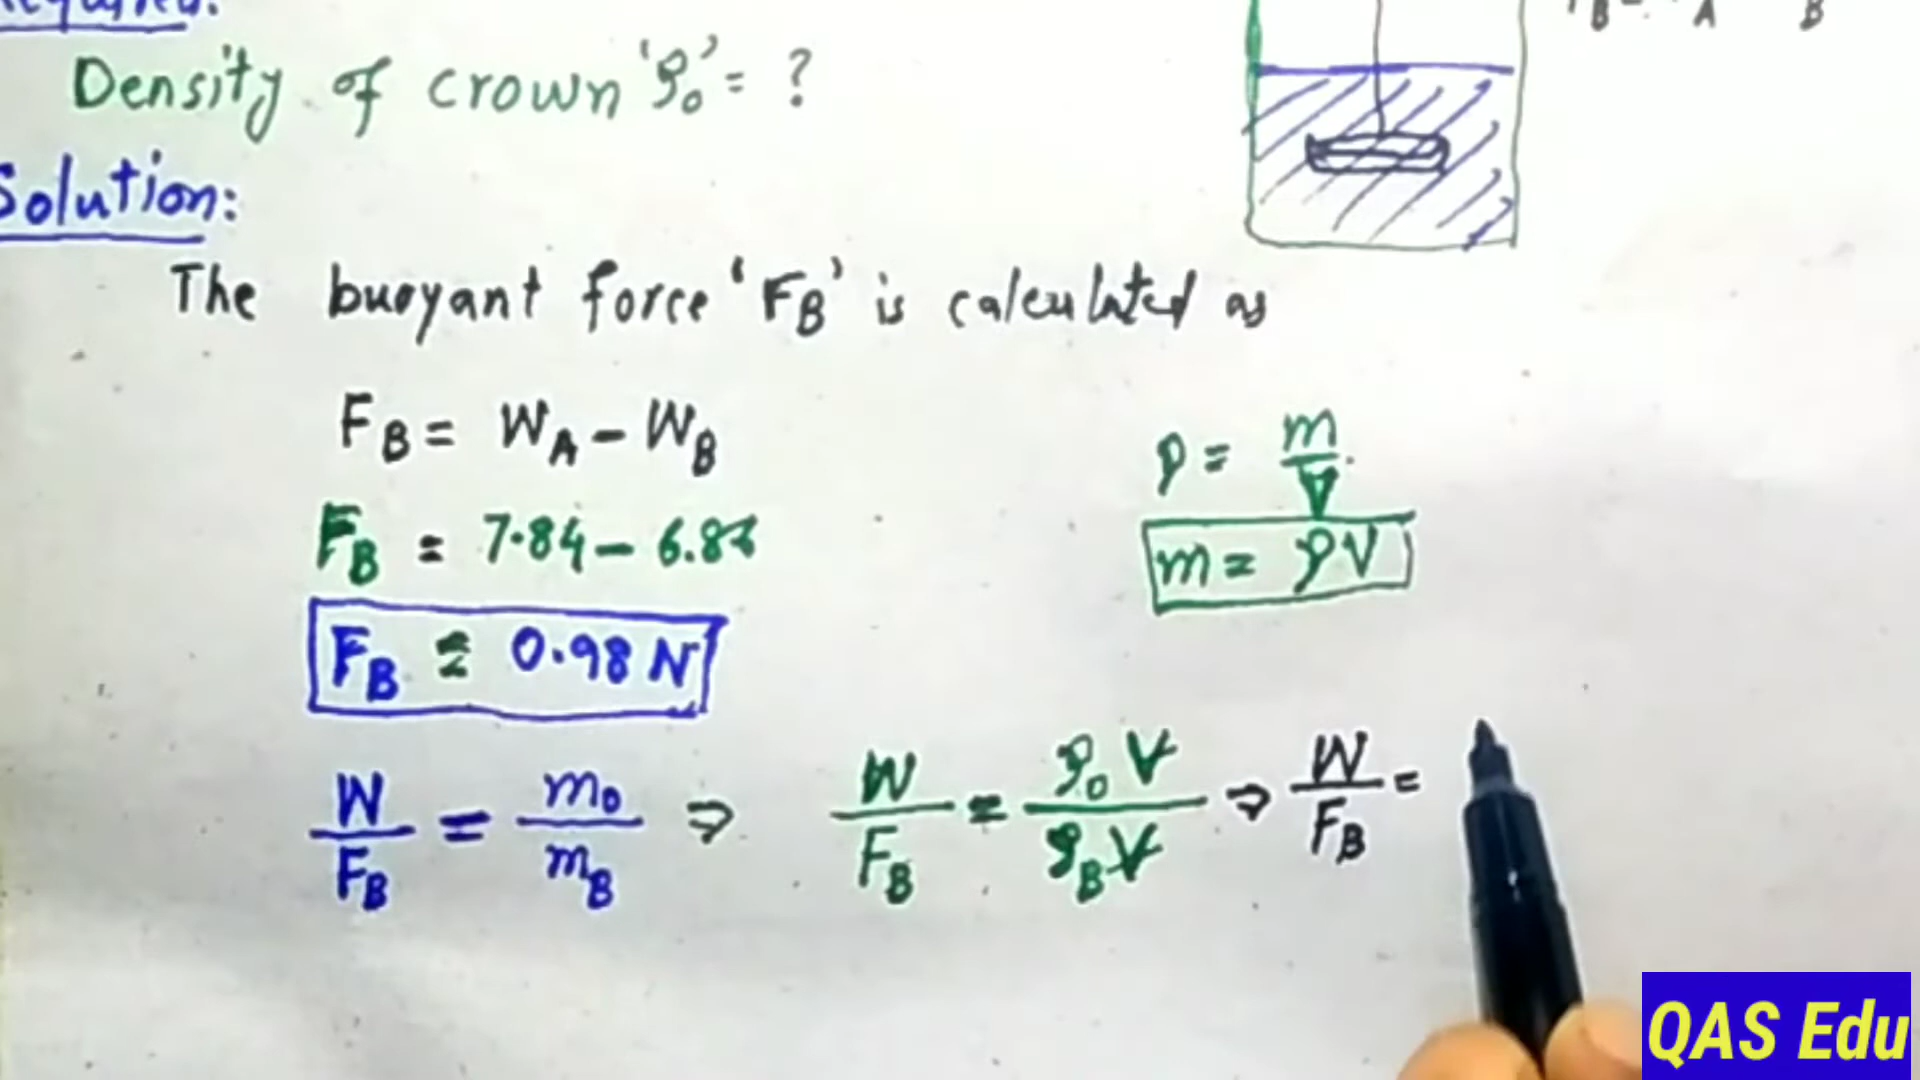 Density of crown 'ρ₀' = ?
Solution:
The buoyant force 'F_B' is calculated as
F_B = W_A - W_B
F_B = 7.84 - 6.86
F_B = 0.98 N
ρ = m/V
m = ρV
W/F_B = m₀/m_B ⇒ W/F_B = ρ₀V/ρ_BV ⇒ W/F_B =
QAS Edu